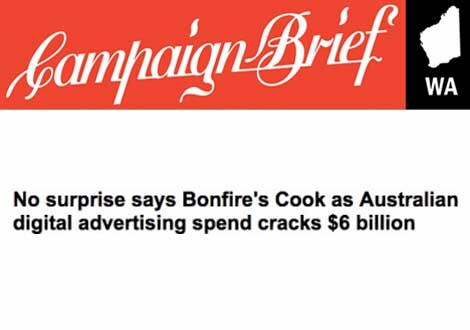 Campaign Brief
WA
No surprise says Bonfire's Cook as Australian
digital advertising spend cracks $6 billion